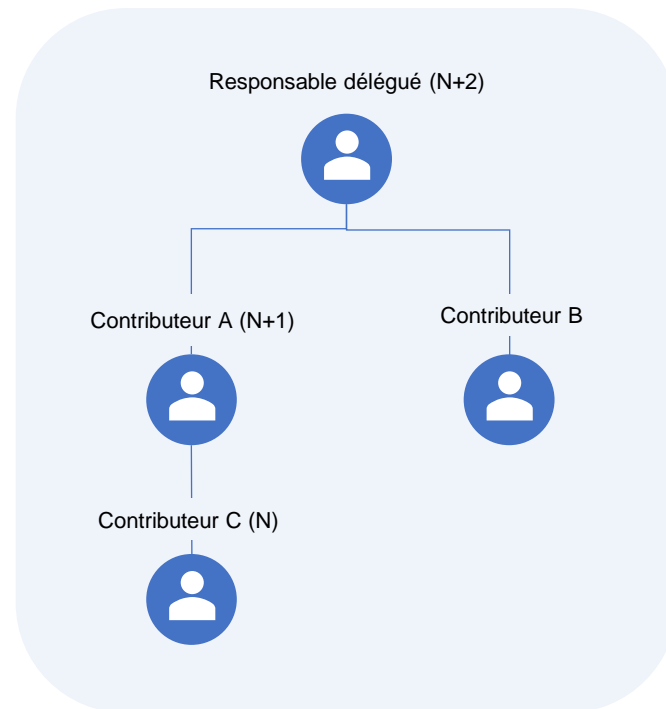 Responsable délégué (N+2)
Contributeur A (N+1)
Contributeur B
Contributeur C (N)